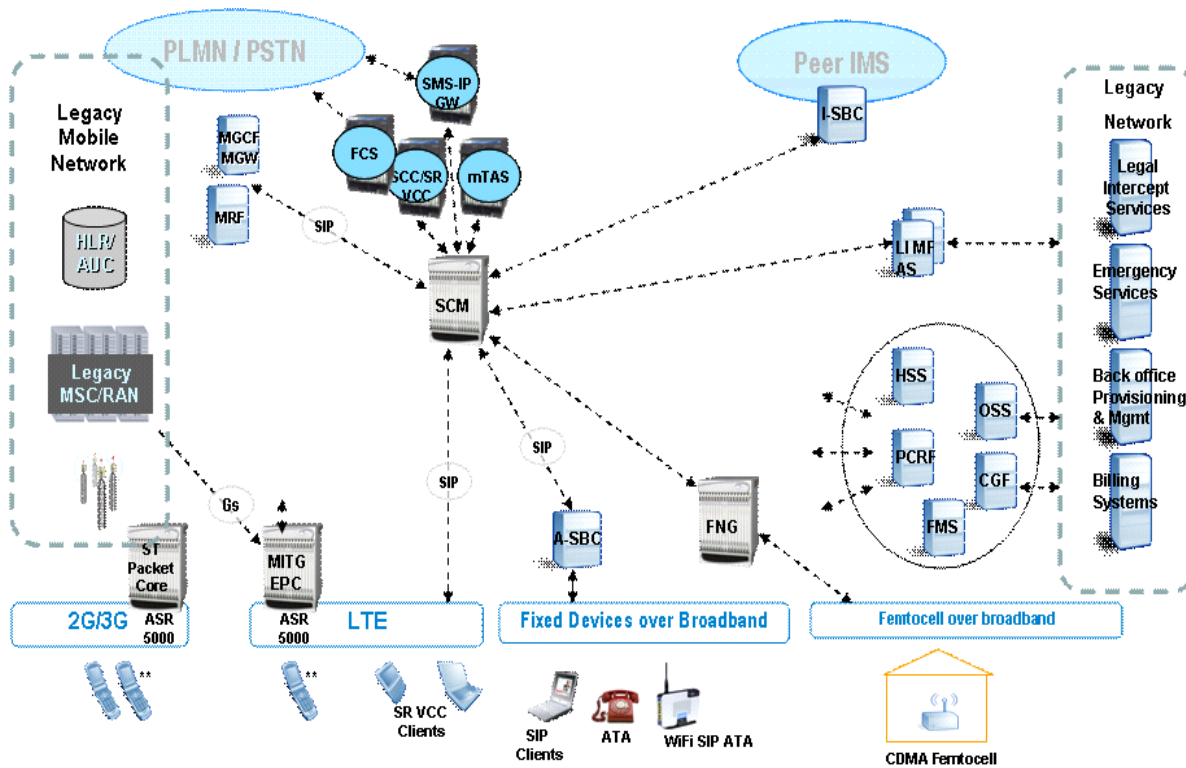 PLMN / PSTN
Peer IMS
SMS-IP
GW
I-SBC
Legacy
Network
Legacy
Mobile
Network
MGCF
MGW
FCS
SCC/SR
VCC
mTAS
Legal
Intercept
Services
MRF
SIP
HLR/
AUC
LI MF
AS
SCM
Emergency
Services
Legacy
MSC/RAN
HSS
OSS
Back office
Provisioning
& Mgmt
SIP
PCRF
CGF
Billing
Systems
SIP
Gs
FMS
ST
Packet
Core
MITG
EPC
A-SBC
FNG
2G/3G
ASR
5000
ASR
5000
LTE
Fixed Devices over Broadband
Femtocell over broadband
**
**
SR VCC
Clients
SIP
Clients
ATA
WiFi SIP ATA
CDMA Femtocell